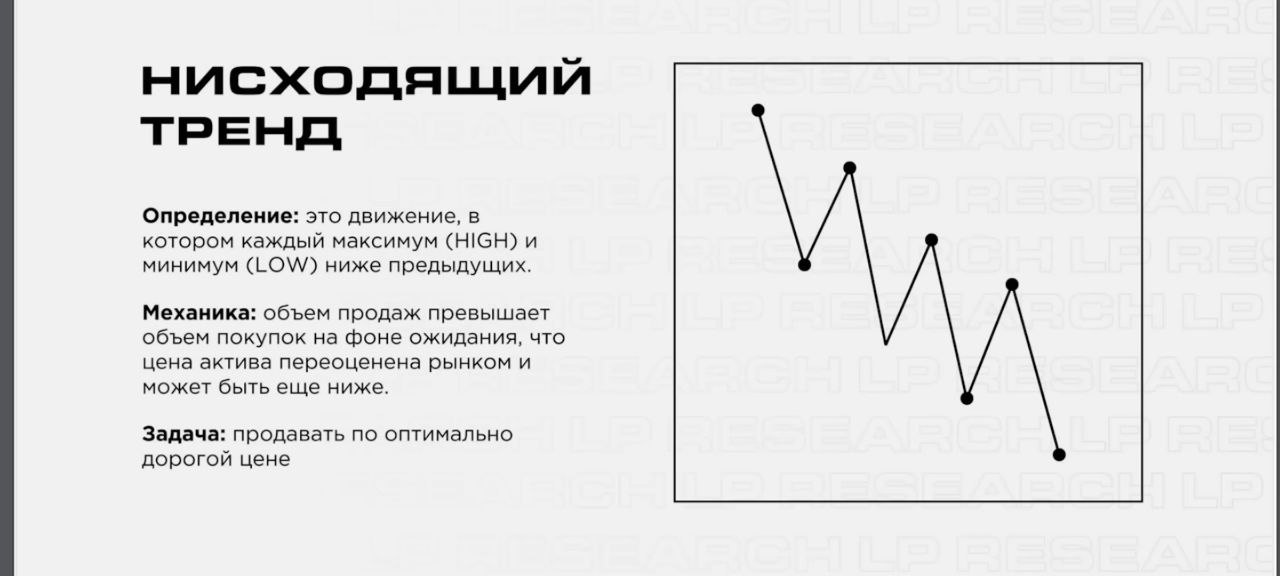 НИСХОДЯЩИЙ
ТРЕНД
Определение: это движение, в
котором каждый максимум (HIGH) и
минимум (LOW) ниже предыдущих.
Механика: объем продаж превышает
объем покупок на фоне ожидания, что
цена актива переоценена рынком и
может быть еще ниже.
Задача: продавать по оптимально
дорогой цене
LP RESEARCH LP RESEARCH